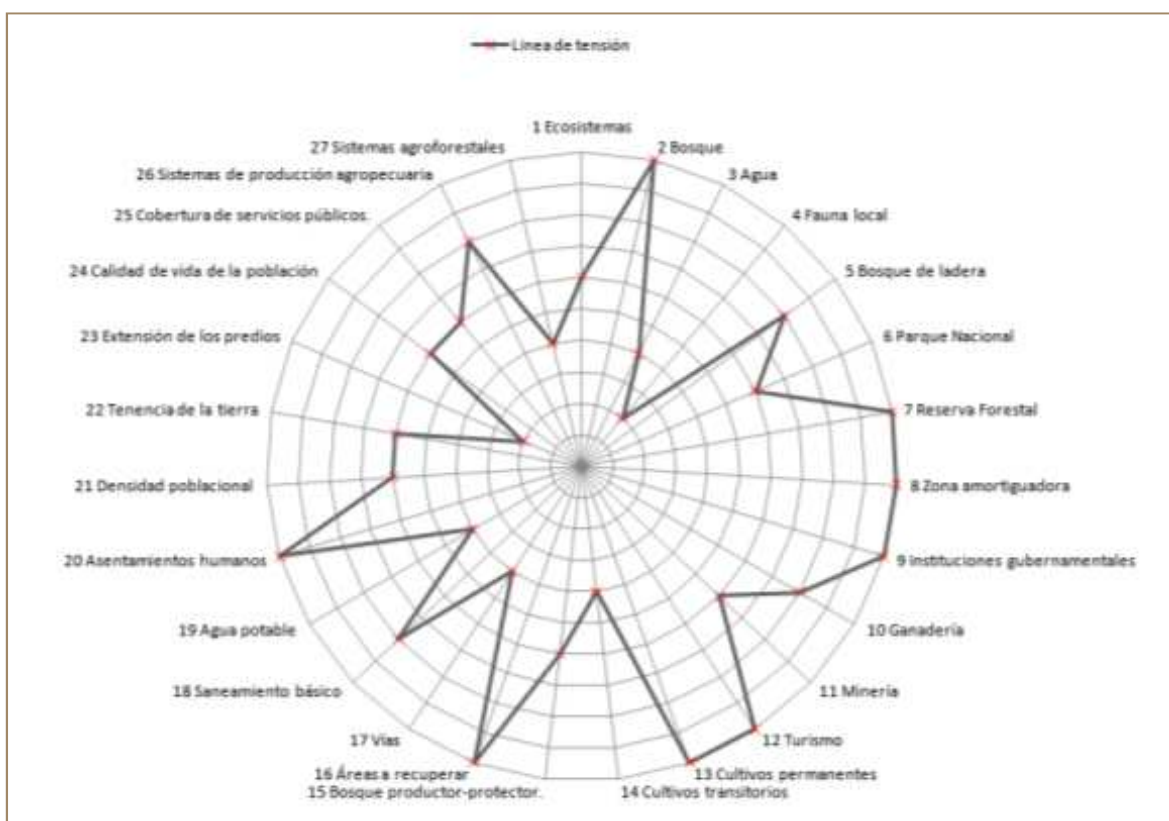 Línea de tensión
1 Ecosistemas
2 Bosque
3 Agua
4 Fauna local
5 Bosque de ladera
6 Parque Nacional
7 Reserva Forestal
8 Zona amortiguadora
9 Instituciones gubernamentales
10 Ganadería
11 Minería
12 Turismo
13 Cultivos permanentes
14 Cultivos transitorios
15 Bosque productor-protector.
16 Áreas a recuperar
17 Vías
18 Saneamiento básico
19 Agua potable
20 Asentamientos humanos
21 Densidad poblacional
22 Tenencia de la tierra
23 Extensión de los predios
24 Calidad de vida de la población
25 Cobertura de servicios públicos
26 Sistemas de producción agropecuaria
27 Sistemas agroforestales